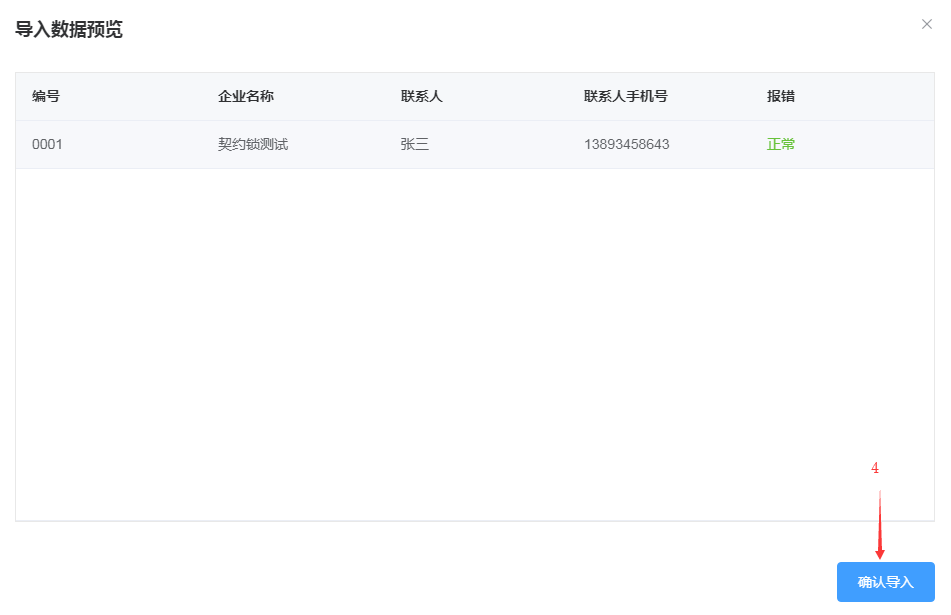 导入数据预览
编号 企业名称 联系人 联系人手机号 报错
0001 契约锁测试 张三 13893458643 正常
4
确认导入